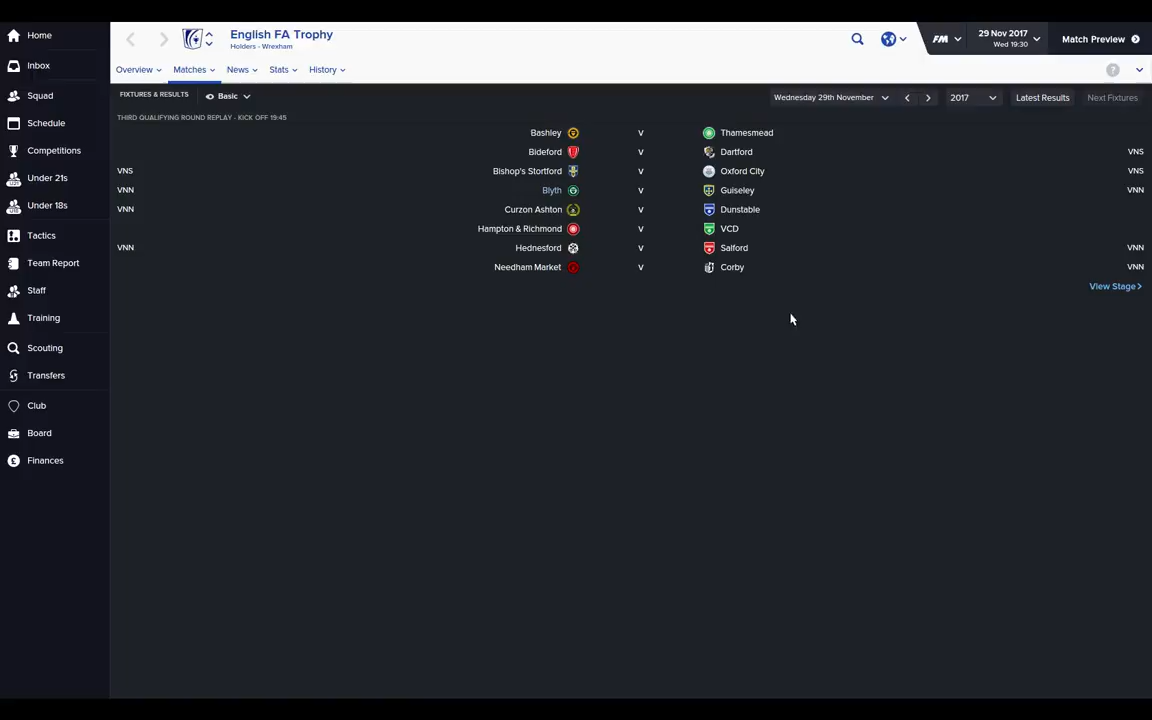 Home
Inbox
Squad
Schedule
Competitions
Under 21s
Under 18s
Tactics
Team Report
Staff
Training
Scouting
Transfers
Club
Board
Finances
English FA Trophy
Holders - Wrexham
FM
29 Nov 2017
Wed 19:30
Match Preview
Overview
Matches
News
Stats
History
?
FIXTURES & RESULTS
Basic
Wednesday 29th November
2017
Latest Results
Next Fixtures
THIRD QUALIFYING ROUND REPLAY - KICK OFF 19:45
Bashley v Thamesmead
Bideford v Dartford VNS
VNS Bishop's Stortford v Oxford City VNS
VNN Blyth v Guiseley VNN
VNN Curzon Ashton v Dunstable
Hampton & Richmond v VCD
VNN Hednesford v Salford VNN
Needham Market v Corby VNN
View Stage